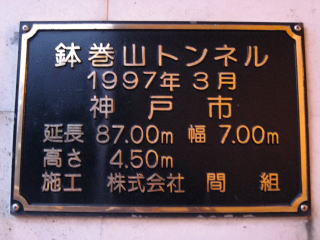 鉢巻山トンネル
1997年3月
神戸市
延長 87.00m 幅 7.00m
高さ 4.50m
施工 株式会社 間組